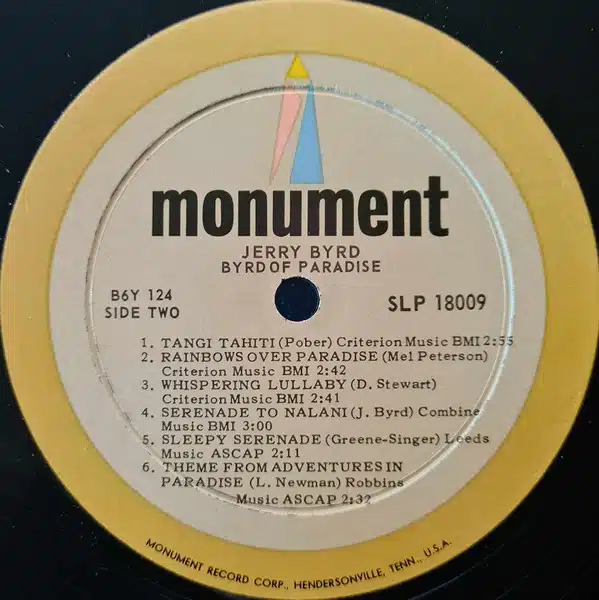 monument
JERRY BYRD
BYRD OF PARADISE
B6Y 124
SIDE TWO
SLP 18009
1. TANGI TAHITI (Pober) Criterion Music BMI 2:55
2. RAINBOWS OVER PARADISE (Mel Peterson)
Criterion Music BMI 2:42
3. WHISPERING LULLABY (D. Stewart)
Criterion Music BMI 2:41
4. SERENADE TO NALANI (J. Byrd) Combine
Music BMI 3:00
5. SLEEPY SERENADE (Greene-Singer) Leeds
Music ASCAP 2:11
6. THEME FROM ADVENTURES IN
PARADISE (L. Newman) Robbins
Music ASCAP 2:32
MONUMENT RECORD CORP., HENDERSONVILLE, TENN., U.S.A.